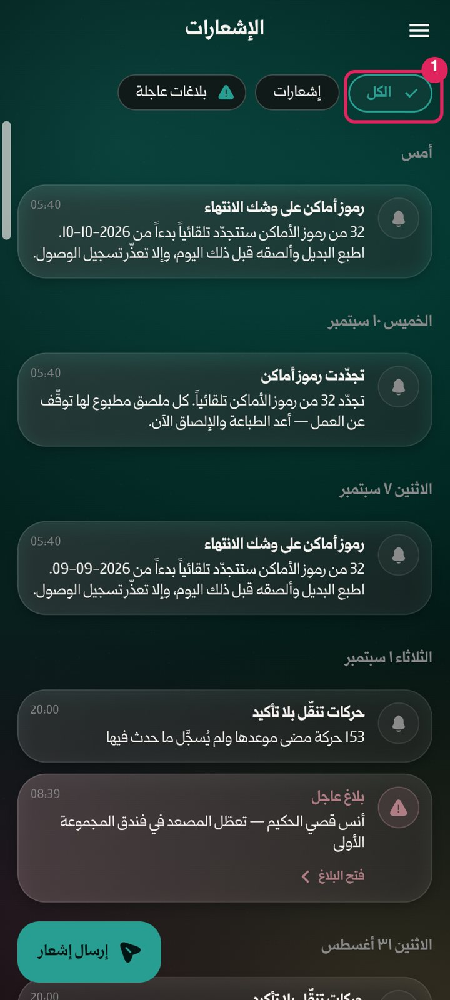 الإشعارات
1
الكل
إشعارات
بلاغات عاجلة
أمس
رموز أماكن على وشك الانتهاء
05:40
32 من رموز الأماكن ستتجدّد تلقائياً بدءاً من 2026-10-10.
اطبع البديل وألصقه قبل ذلك اليوم، وإلا تعذّر تسجيل الوصول.
الخميس ١٠ سبتمبر
تجدّدت رموز أماكن
05:40
تجدّد 32 من رموز الأماكن تلقائياً. كل ملصق مطبوع لها توقّف
عن العمل — أعد الطباعة والإلصاق الآن.
الاثنين ٧ سبتمبر
رموز أماكن على وشك الانتهاء
05:40
32 من رموز الأماكن ستتجدّد تلقائياً بدءاً من 2026-09-09.
اطبع البديل وألصقه قبل ذلك اليوم، وإلا تعذّر تسجيل الوصول.
الثلاثاء ١ سبتمبر
حركات تنقّل بلا تأكيد
20:00
153 حركة مضى موعدها ولم يُسجَّل ما حدث فيها
بلاغ عاجل
08:39
أنس قصي الحكيم — تعطّل المصعد في فندق المجموعة
الأولى
فتح البلاغ
الاثنين ٣١ أغسطس
إرسال إشعار
حركات تنقّل بلا تأكيد
20:00